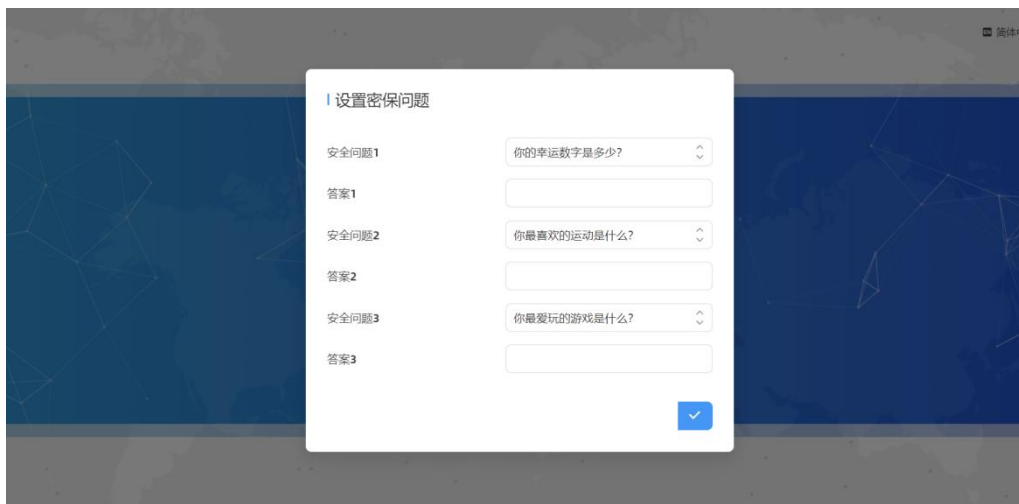 简体中
设置密保问题
安全问题1 你的幸运数字是多少?
答案1
安全问题2 你最喜欢的运动是什么?
答案2
安全问题3 你最爱玩的游戏是什么?
答案3